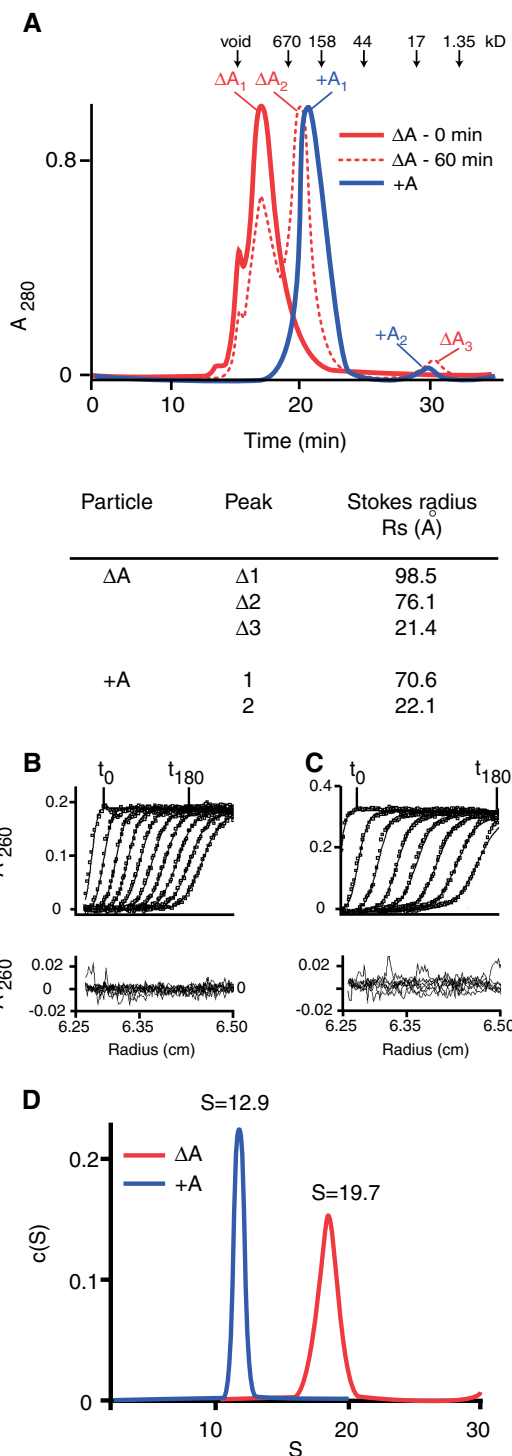 A
void 670 158 44 17 1.35 kD
ΔA1 ΔA2 +A1
ΔA - 0 min
ΔA - 60 min
+A
0.8
A 280
+A2 ΔA3
0
0 10 20 30
Time (min)
Particle Peak Stokes radius
Rs (Å)
ΔA Δ1 98.5
Δ2 76.1
Δ3 21.4
+A 1 70.6
2 22.1
B
t0 t180
0.2
0.1
0
A 260
0.02
0
-0.02
0
A 260
6.25 6.35 6.50
Radius (cm)
C
t0 t180
0.4
0.2
0
0.02
0
-0.02
6.25 6.35 6.50
Radius (cm)
D
S=12.9
ΔA
+A
S=19.7
0.2
0.1
0
c(S)
10 20 30
S